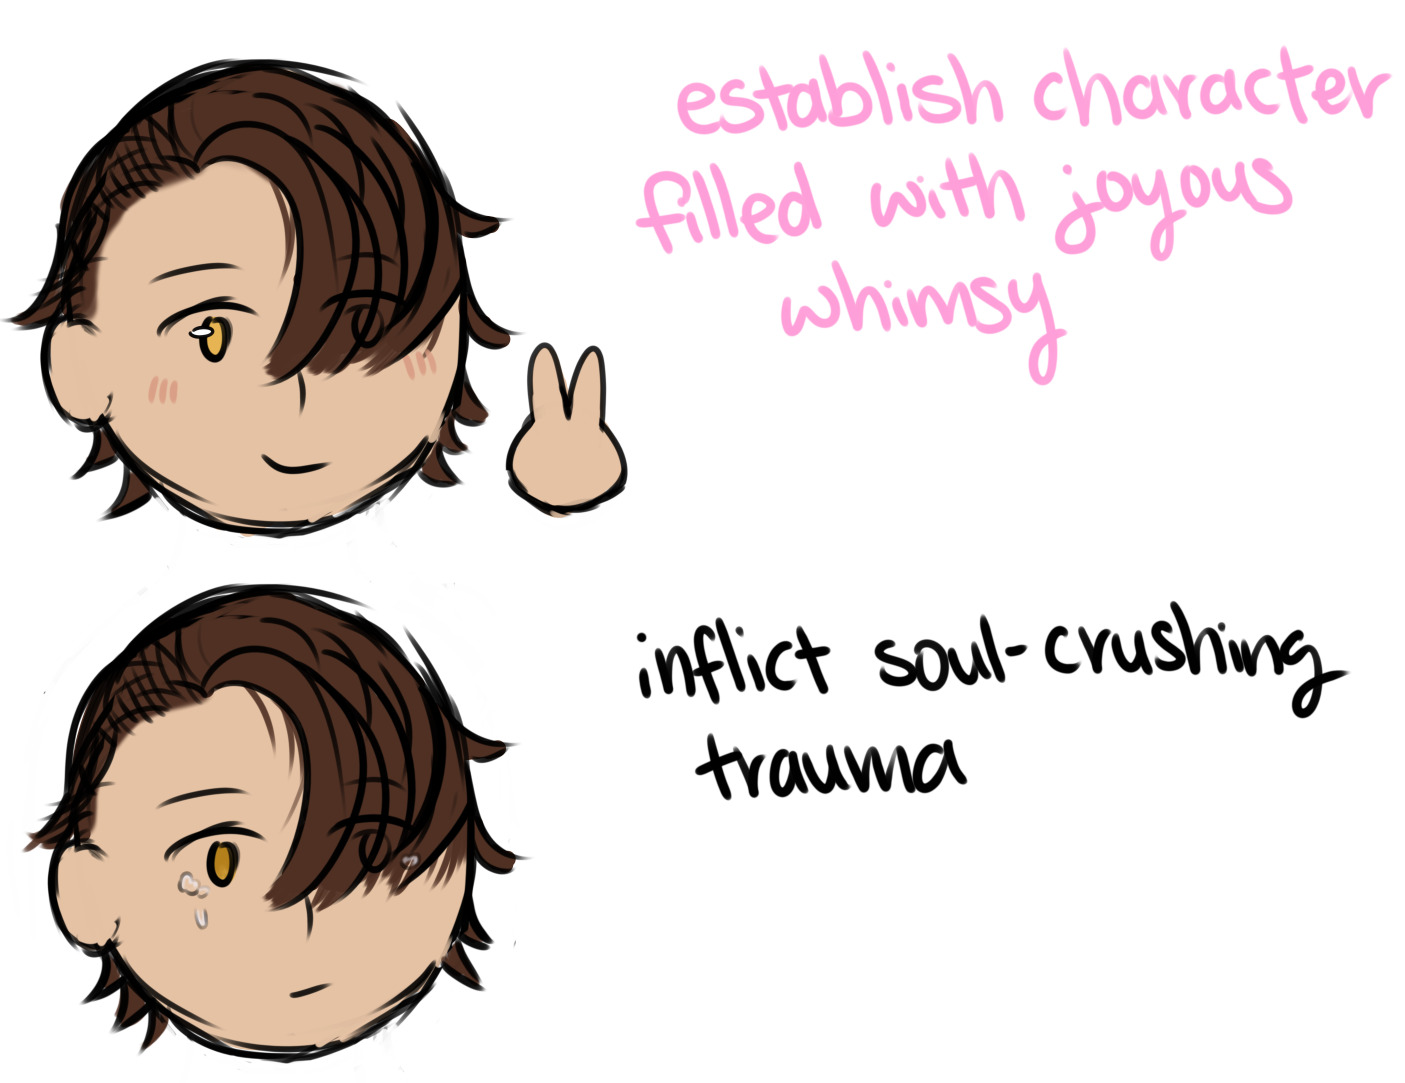 establish character
filled with joyous
whimsy
inflict soul-crushing
trauma